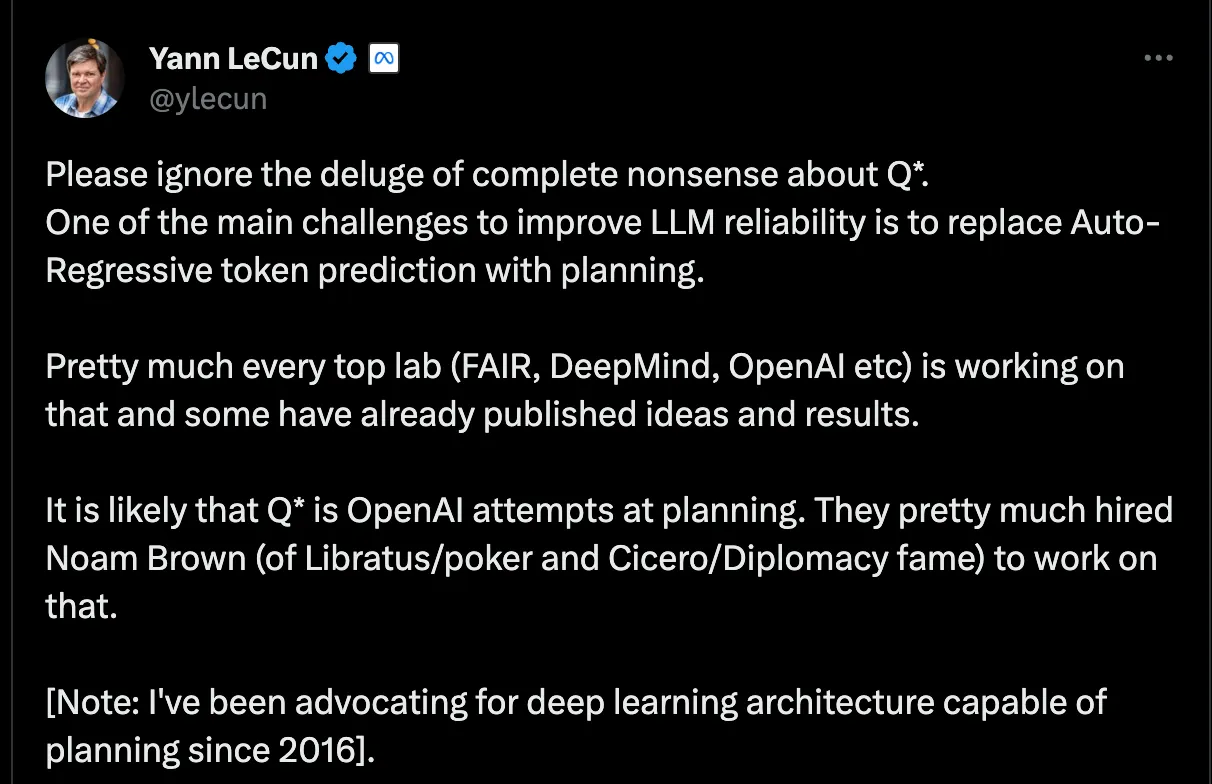 Yann LeCun
@ylecun
Please ignore the deluge of complete nonsense about Q*.
One of the main challenges to improve LLM reliability is to replace Auto-
Regressive token prediction with planning.
Pretty much every top lab (FAIR, DeepMind, OpenAI etc) is working on
that and some have already published ideas and results.
It is likely that Q* is OpenAI attempts at planning. They pretty much hired
Noam Brown (of Libratus/poker and Cicero/Diplomacy fame) to work on
that.
[Note: I've been advocating for deep learning architecture capable of
planning since 2016].